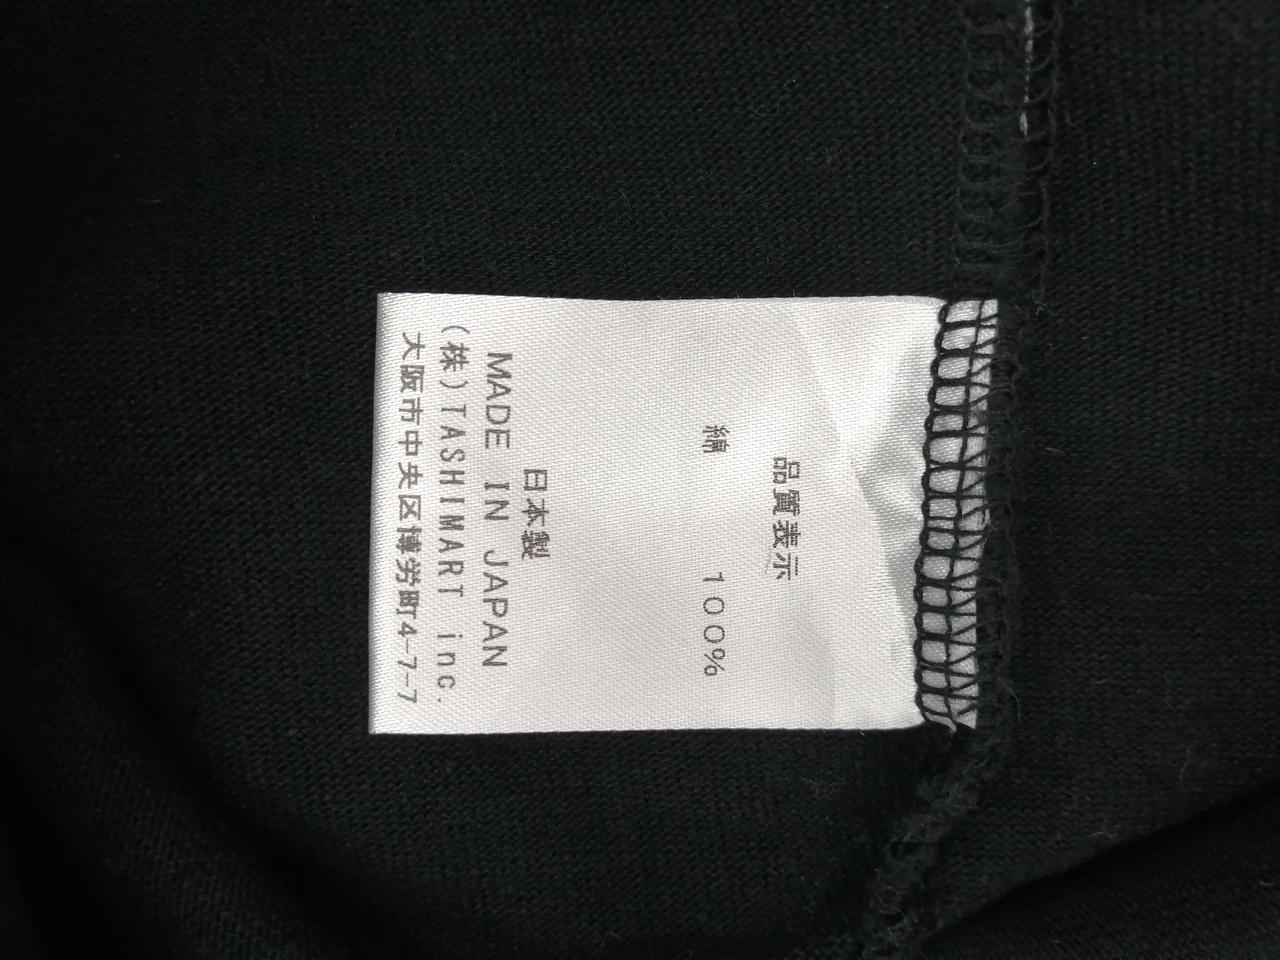 品質表示
綿 100%
日本製
MADE IN JAPAN
(株)TASHIMART inc.
大阪市中央区博労町4-7-7